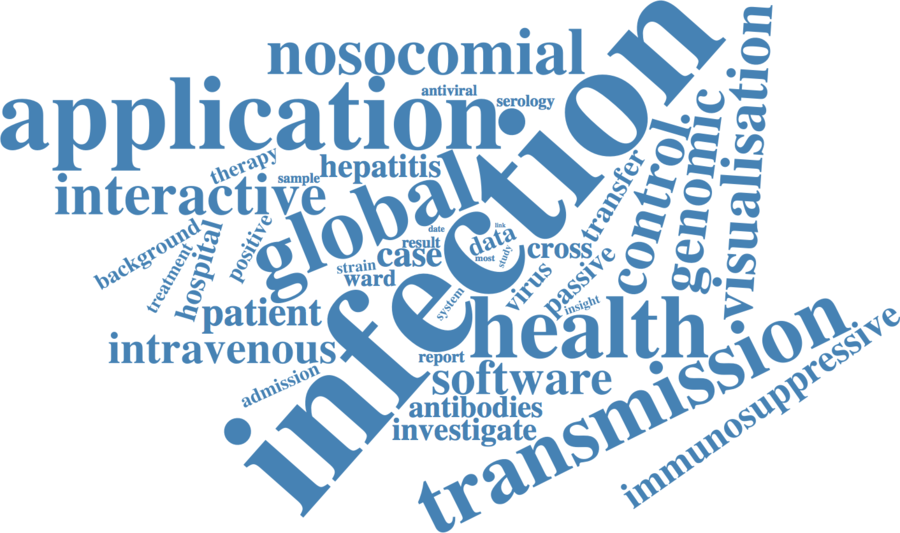 nosocomial
application
antiviral
serology
therapy
sample
hepatitis
interactive
global
infection
transfer
control
genomic
visualisation
background
treatment
hospital
positive
date
result
case
strain
ward
data
link
most
study
cross
system
virus
passive
insight
patient
health
intravenous
report
admission
software
antibodies
investigate
transmission
immunosuppressive